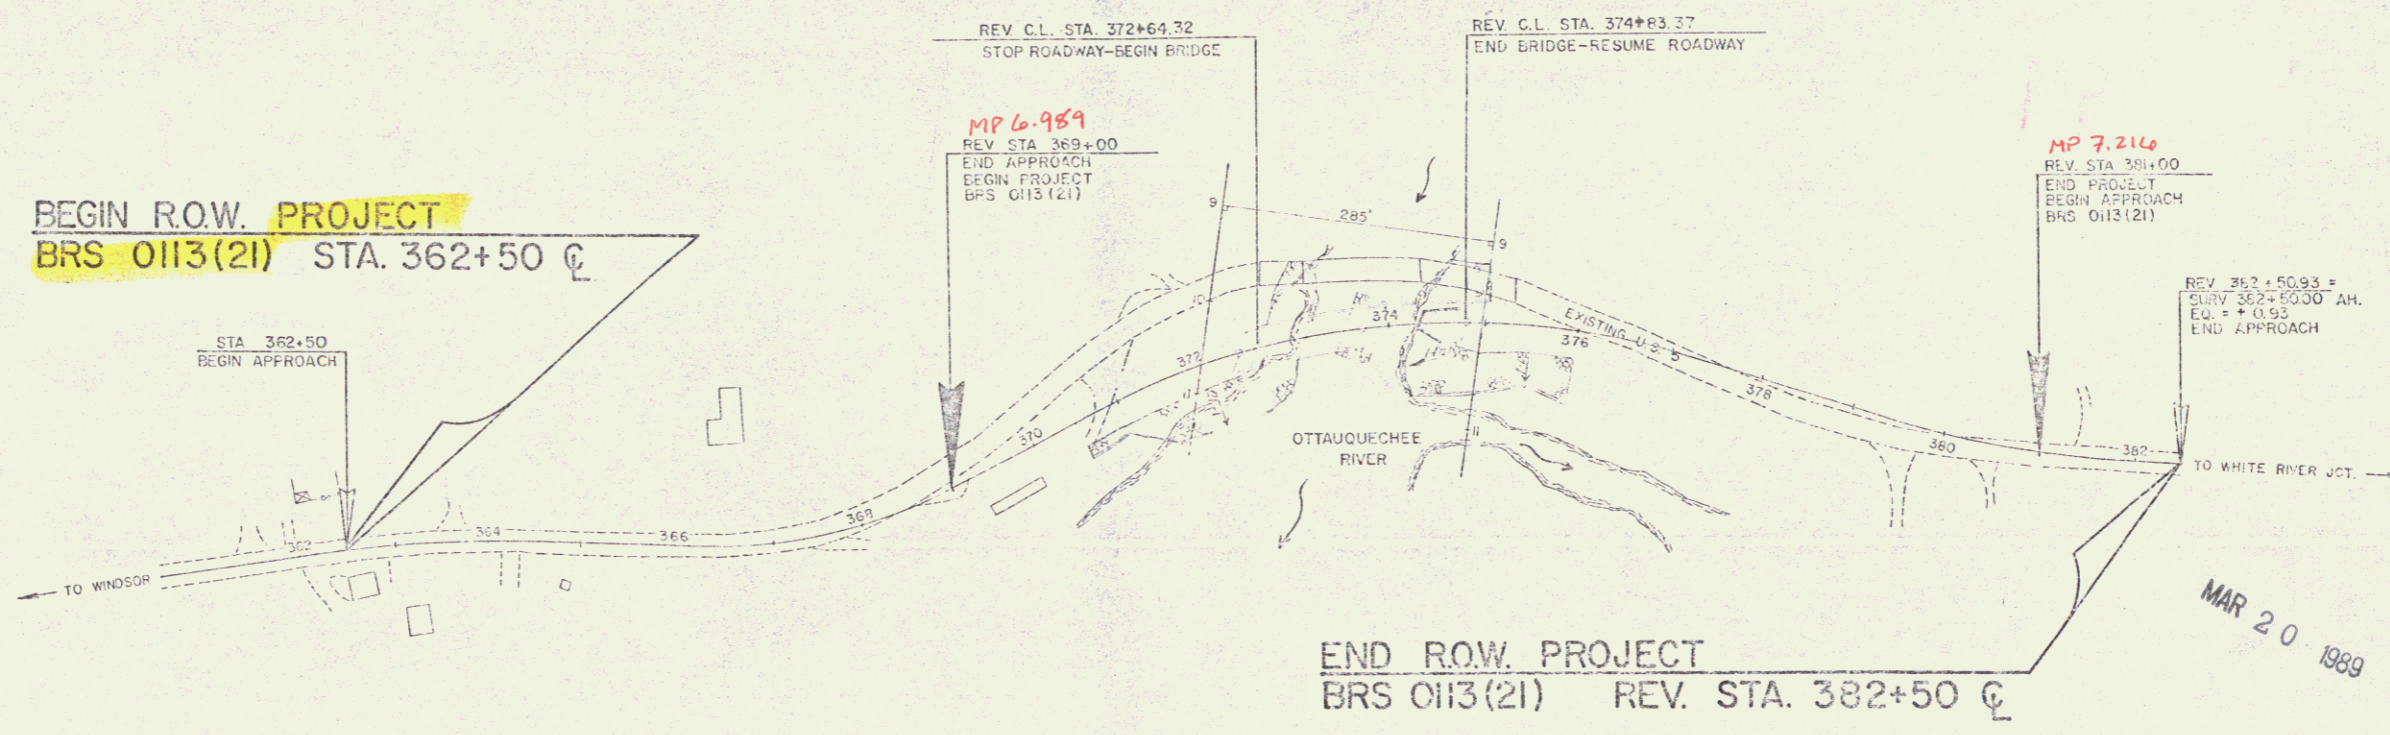 REV. C.L. STA. 372+64.32
STOP ROADWAY-BEGIN BRIDGE
REV. C.L. STA. 374+83.37
END BRIDGE-RESUME ROADWAY
MP 6.989
REV STA 369+00
END APPROACH
BEGIN PROJECT
BRS 0113(21)
MP 7.216
REV. STA 381+00
END PROJECT
BEGIN APPROACH
BRS 0113(21)
BEGIN R.O.W. PROJECT
BRS 0113(21) STA. 362+50 ℄
9
285'
9
REV 382+50.93 =
SURV 382+50.00 AH.
EQ. = + 0.93
END APPROACH
STA 362+50
BEGIN APPROACH
10
EXISTING U.S. 5
362
364
366
368
370
372
374
376
378
380
382
11
11
OTTAUQUECHEE
RIVER
TO WHITE RIVER JCT.
TO WINDSOR
MAR 20 1989
END R.O.W. PROJECT
BRS 0113(21) REV. STA. 382+50 ℄